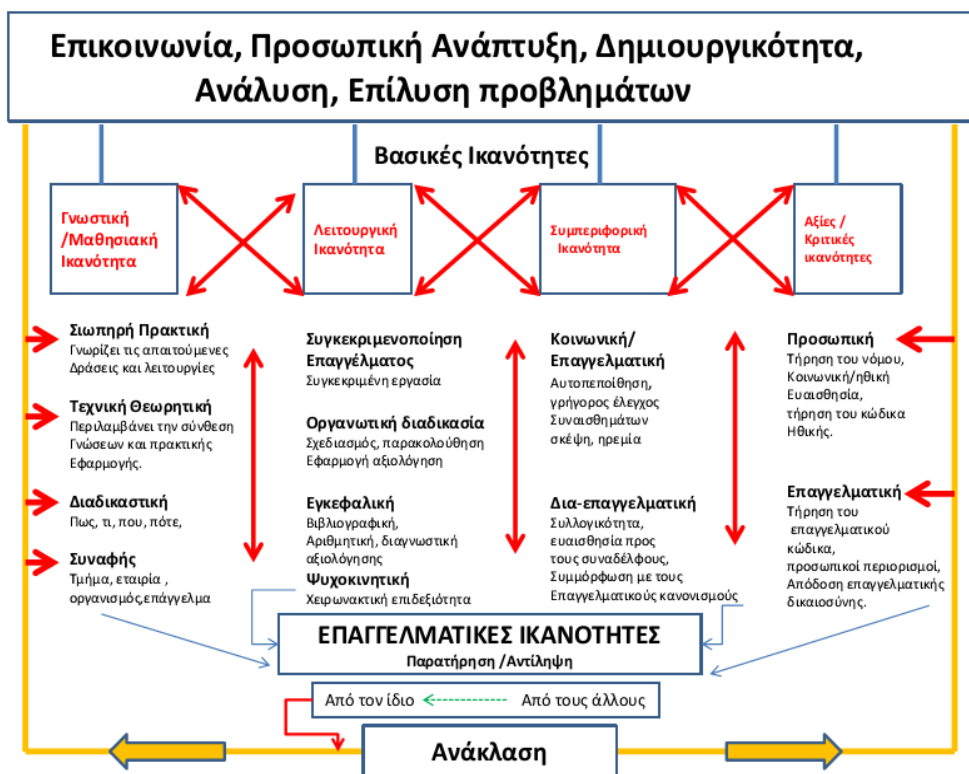 Επικοινωνία, Προσωπική Ανάπτυξη, Δημιουργικότητα,
Ανάλυση, Επίλυση προβλημάτων
Βασικές Ικανότητες
Γνωστική
/Μαθησιακή
Ικανότητα
Λειτουργική
Ικανότητα
Συμπεριφορική
Ικανότητα
Αξίες /
Κριτικές
ικανότητες
Σιωπηρή Πρακτική
Γνωρίζει τις απαιτούμενες
Δράσεις και λειτουργίες
Τεχνική Θεωρητική
Περιλαμβάνει την σύνθεση
Γνώσεων και πρακτικής
Εφαρμογής.
Διαδικαστική
Πως, τι, που, πότε,
Συναφής
Τμήμα, εταιρία ,
οργανισμός,επάγγελμα
Συγκεκριμενοποίηση
Επαγγέλματος
Συγκεκριμένη εργασία
Οργανωτική διαδικασία
Σχεδιασμός, παρακολούθηση
Εφαρμογή αξιολόγηση
Εγκεφαλική
Βιβλιογραφική,
Αριθμητική, διαγνωστική
αξιολόγησης
Ψυχοκινητική
Χειρωνακτική επιδεξιότητα
Κοινωνική/
Επαγγελματική
Αυτοπεποίθηση,
γρήγορος έλεγχος
Συναισθημάτων
σκέψη, ηρεμία
Δια-επαγγελματική
Συλλογικότητα,
ευαισθησία προς
τους συναδέλφους,
Συμμόρφωση με τους
Επαγγελματικούς κανονισμούς
Προσωπική
Τήρηση του νόμου,
Κοινωνική/ηθική
Ευαισθησία,
τήρηση του κώδικα
Ηθικής.
Επαγγελματική
Τήρηση του
επαγγελματικού
κώδικα,
προσωπικοί περιορισμοί,
Απόδοση επαγγελματικής
δικαιοσύνης.
ΕΠΑΓΓΕΛΜΑΤΙΚΕΣ ΙΚΑΝΟΤΗΤΕΣ
Παρατήρηση /Αντίληψη
Από τον ίδιο Από τους άλλους
Ανάκλαση